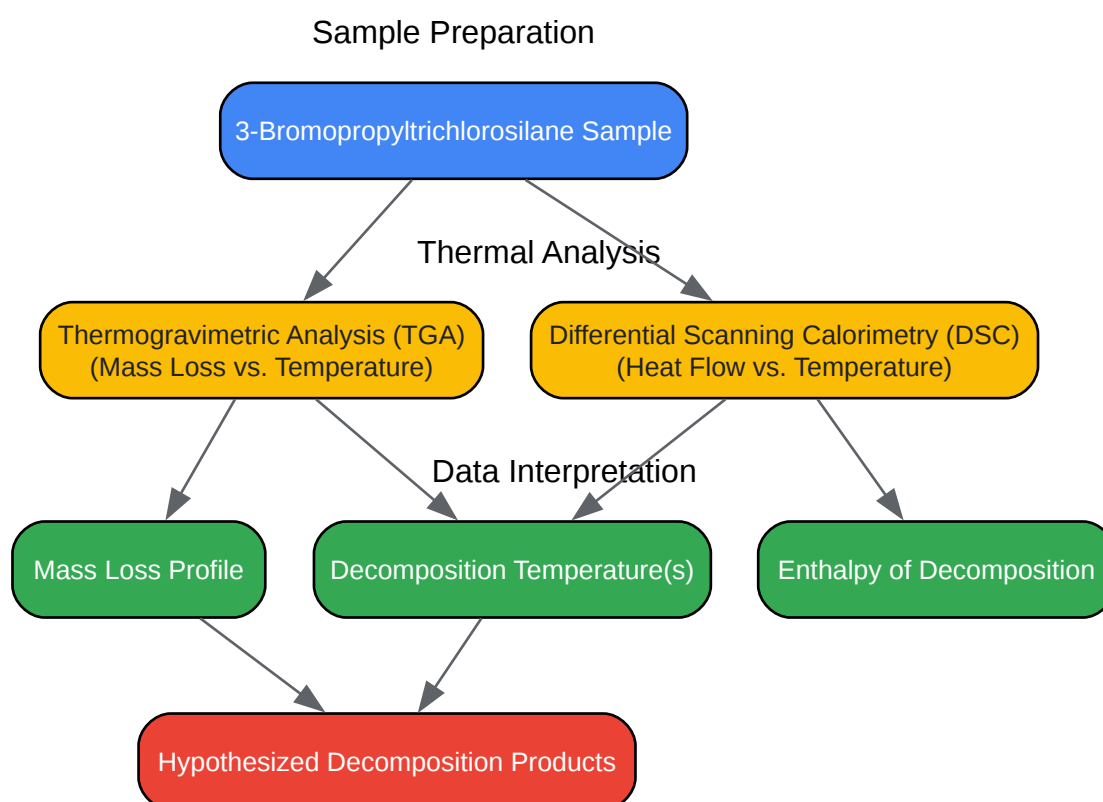 Sample Preparation
3-Bromopropyltrichlorosilane Sample
Thermal Analysis
Thermogravimetric Analysis (TGA)
(Mass Loss vs. Temperature)
Differential Scanning Calorimetry (DSC)
(Heat Flow vs. Temperature)
Data Interpretation
Mass Loss Profile
Decomposition Temperature(s)
Enthalpy of Decomposition
Hypothesized Decomposition Products